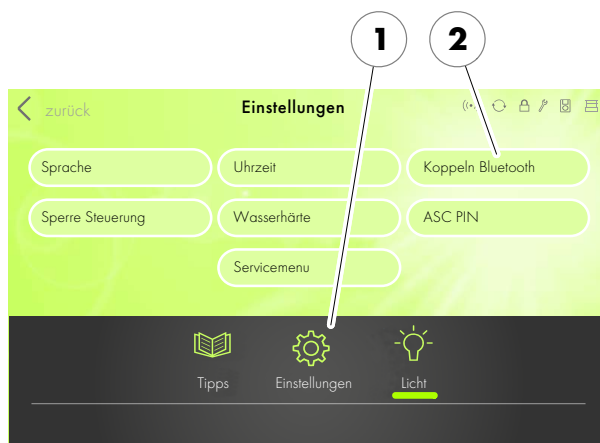 1 2
zurück Einstellungen
Sprache Uhrzeit Koppeln Bluetooth
Sperre Steuerung Wasserhärte ASC PIN
Servicemenu
Tipps Einstellungen Licht